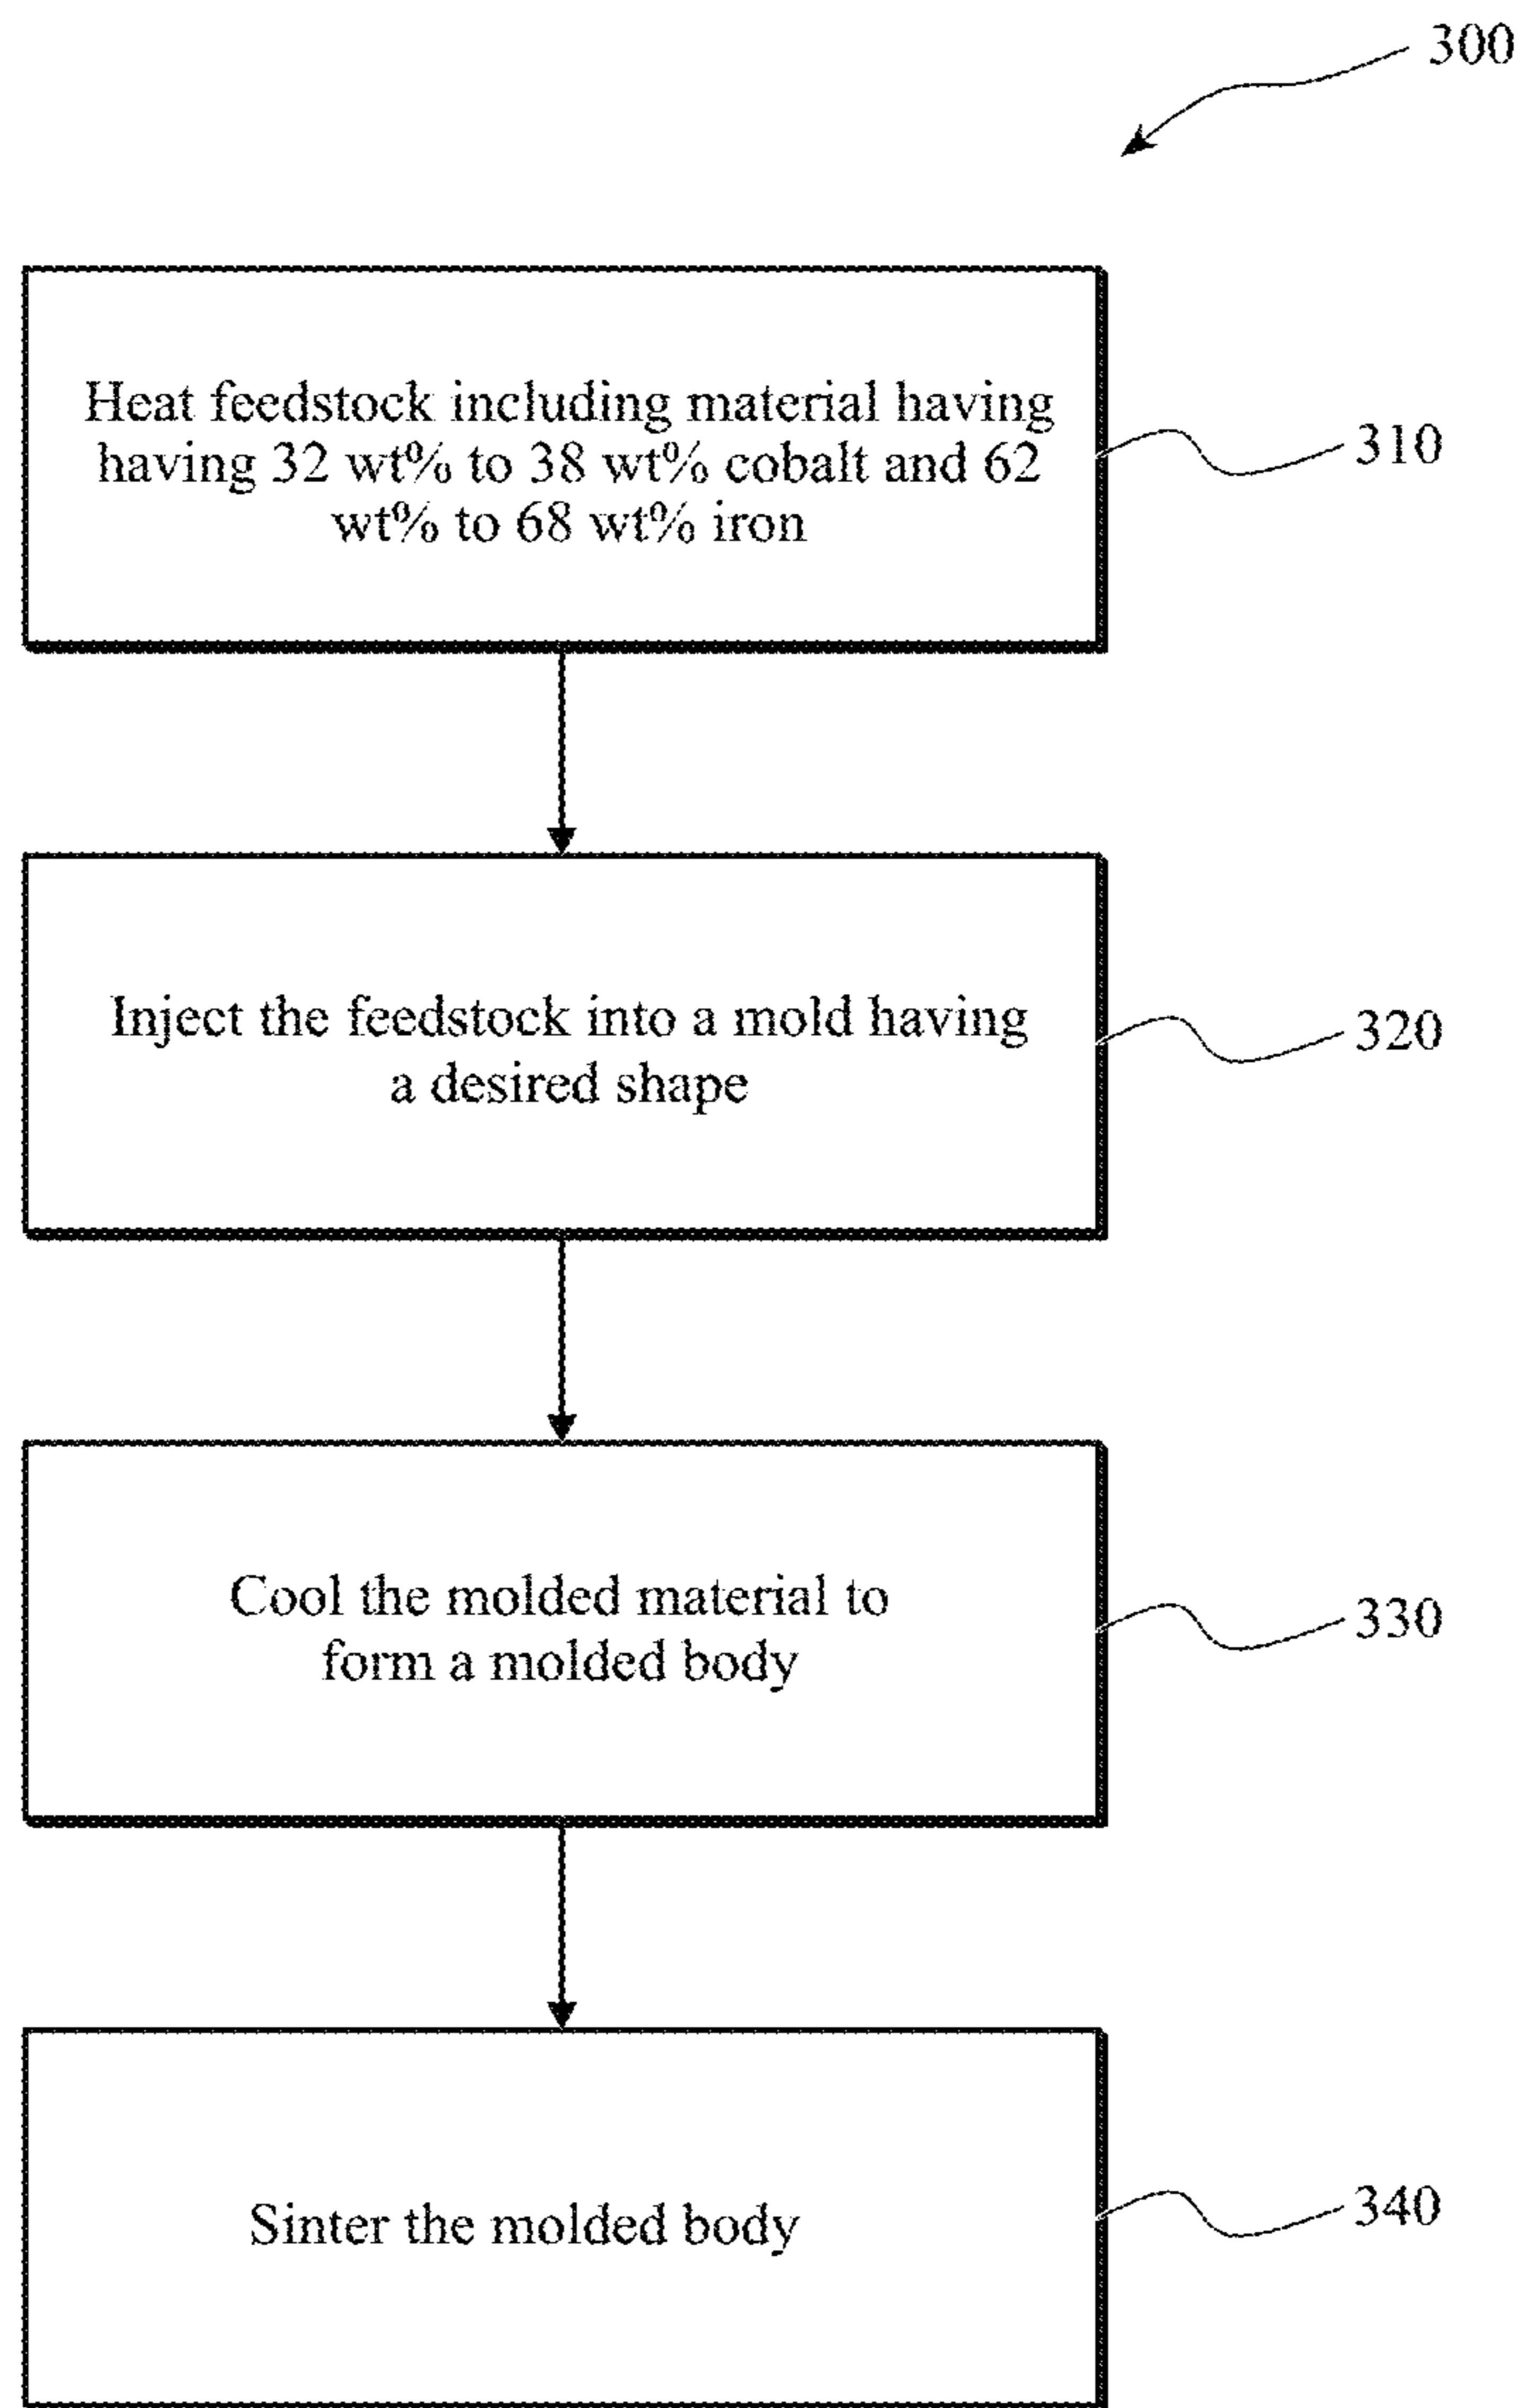 300
Heat feedstock including material having
having 32 wt% to 38 wt% cobalt and 62
wt% to 68 wt% iron
310
Inject the feedstock into a mold having
a desired shape
320
Cool the molded material to
form a molded body
330
Sinter the molded body
340